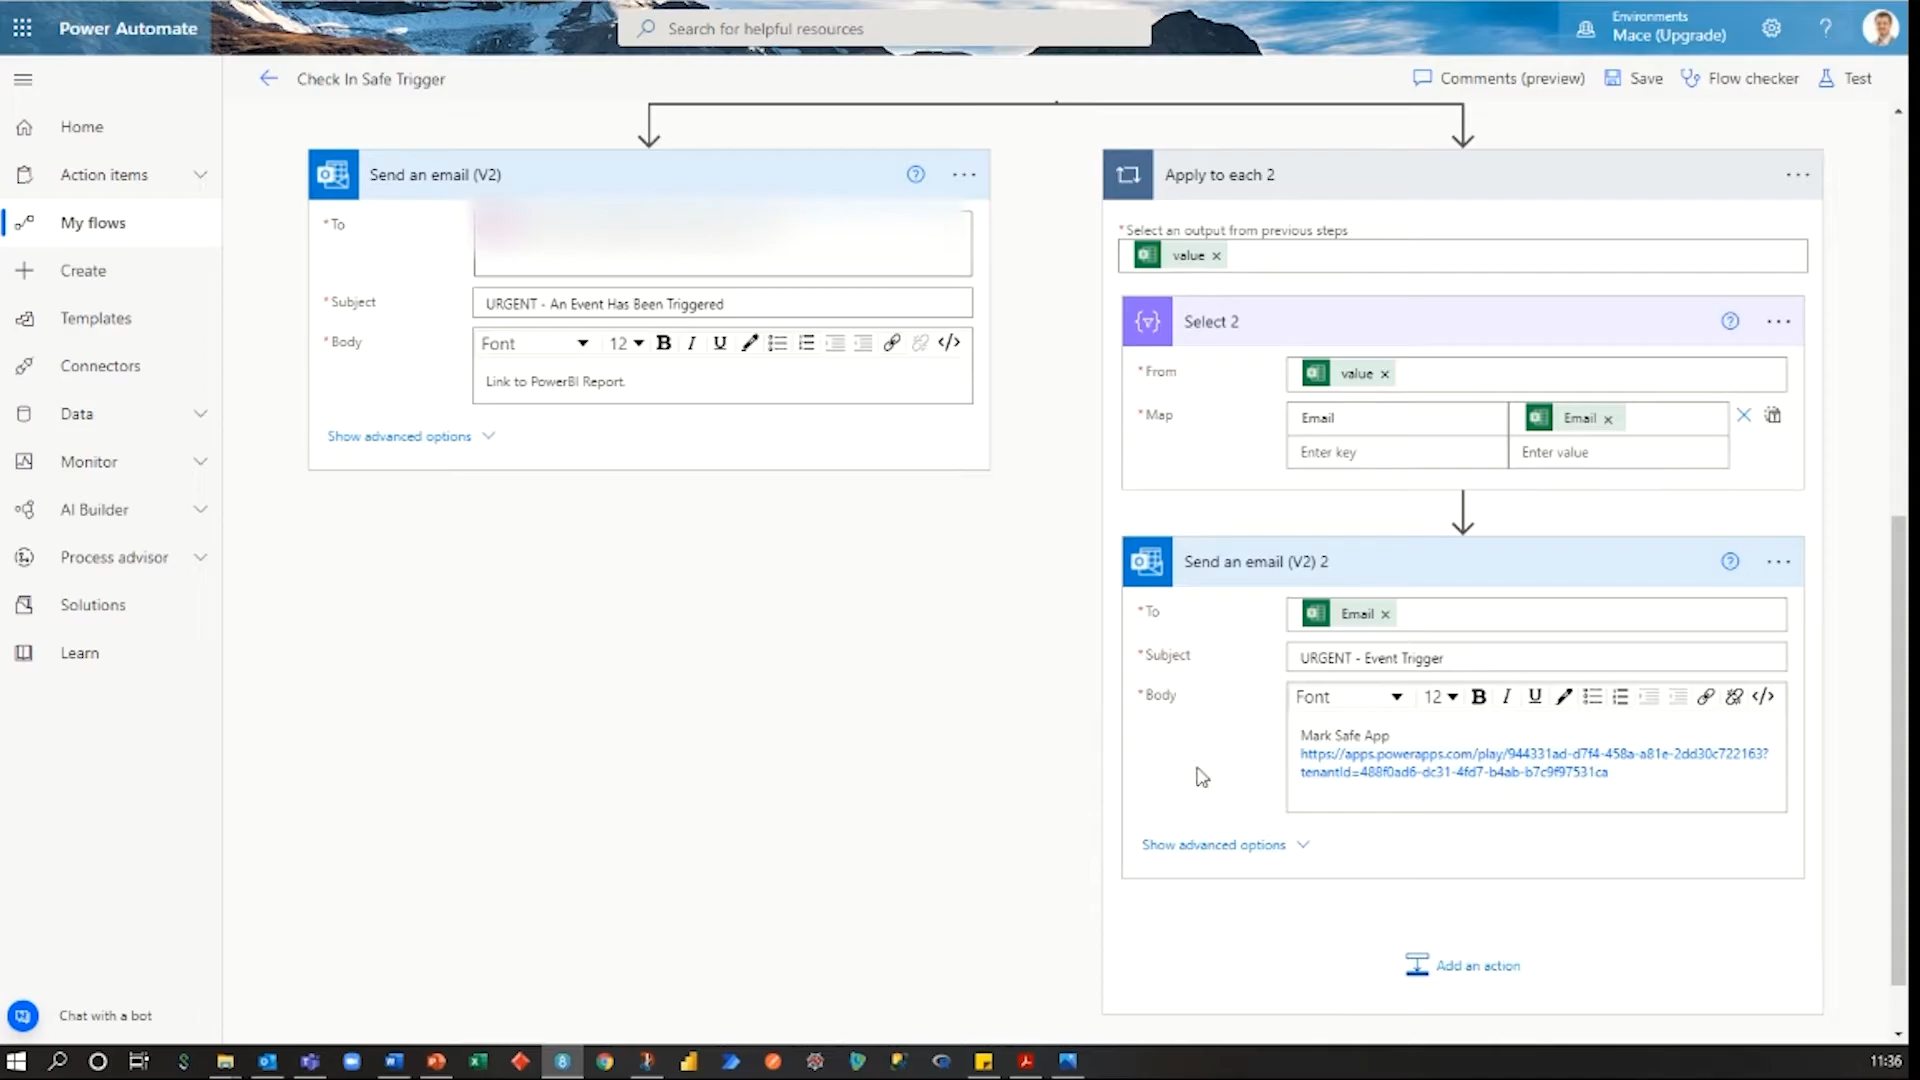 Power Automate
Search for helpful resources
Environments
Mace (Upgrade)
Check In Safe Trigger
Comments (preview)
Save
Flow checker
Test
Home
Action items
My flows
Create
Templates
Connectors
Data
Monitor
AI Builder
Process advisor
Solutions
Learn
Chat with a bot
Send an email (V2)
* To
* Subject
URGENT - An Event Has Been Triggered
* Body
Font
12
Link to PowerBI Report.
Show advanced options
Apply to each 2
* Select an output from previous steps
value ×
Select 2
* From
value ×
* Map
Email
Email ×
Enter key
Enter value
Send an email (V2) 2
* To
Email ×
* Subject
URGENT - Event Trigger
* Body
Font
12
Mark Safe App
https://apps.powerapps.com/play/944331ad-d7f4-458a-a81e-2dd30c722163?
tenantId=488f0ad6-dc31-4fd7-b4ab-b7c9f97531ca
Show advanced options
Add an action
11:36